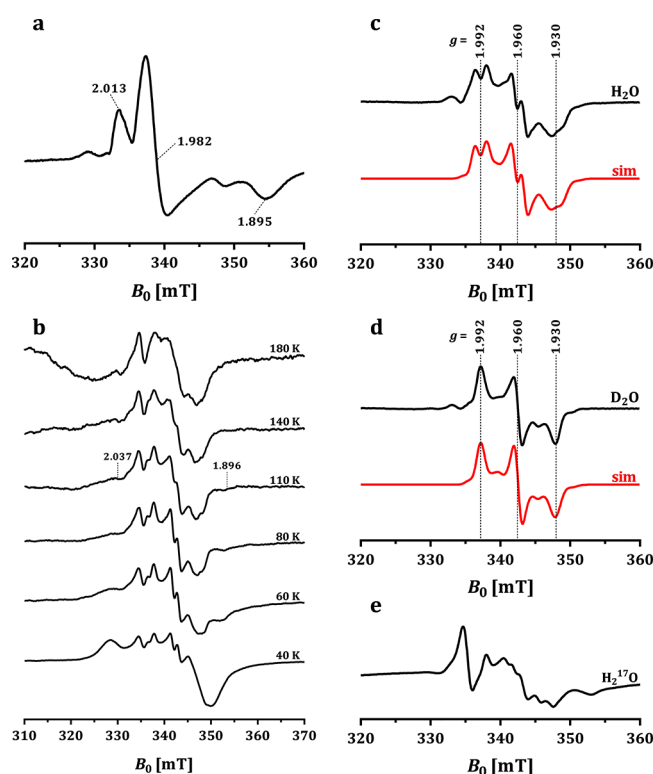 a
2.013
1.982
1.895
320 330 340 350 360
B₀ [mT]
b
180 K
140 K
2.037
1.896
110 K
80 K
60 K
40 K
310 320 330 340 350 360 370
B₀ [mT]
c
g = 1.992 1.960 1.930
H₂O
sim
320 330 340 350 360
B₀ [mT]
d
g = 1.992 1.960 1.930
D₂O
sim
320 330 340 350 360
B₀ [mT]
e
H₂¹⁷O
320 330 340 350 360
B₀ [mT]